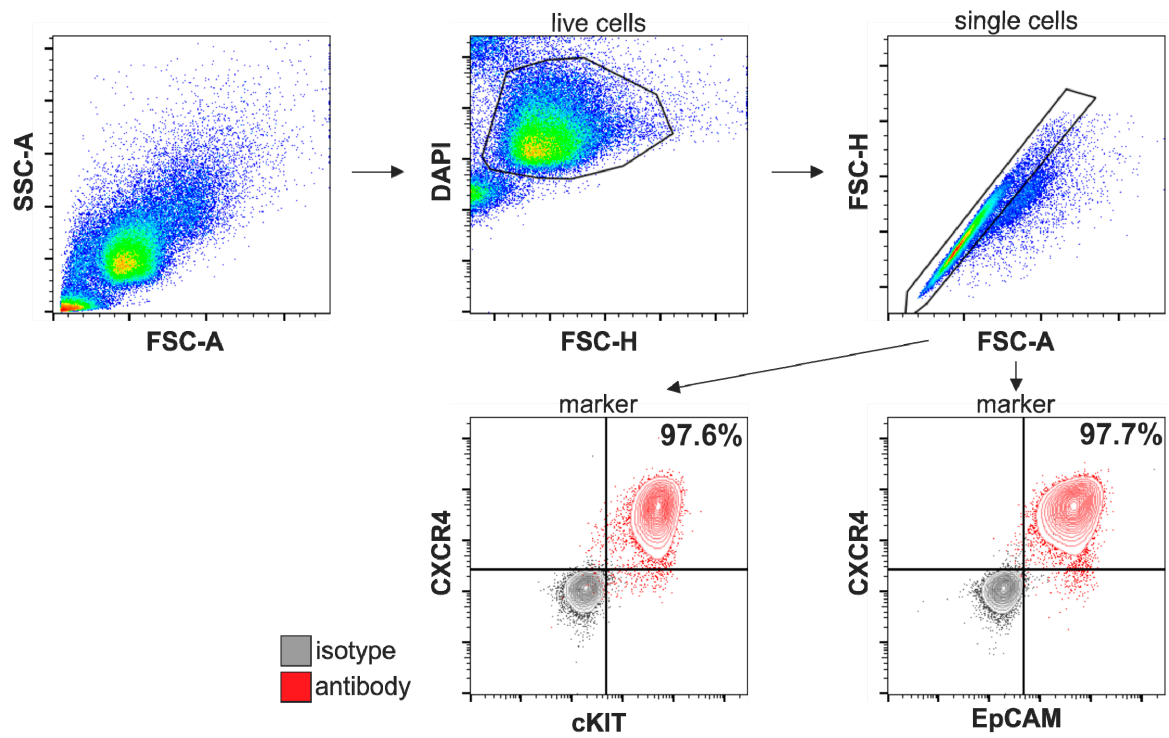 live cells
single cells
SSC-A
FSC-A
DAPI
FSC-H
FSC-H
FSC-A
marker
97.6%
CXCR4
cKIT
marker
97.7%
CXCR4
EpCAM
isotype
antibody